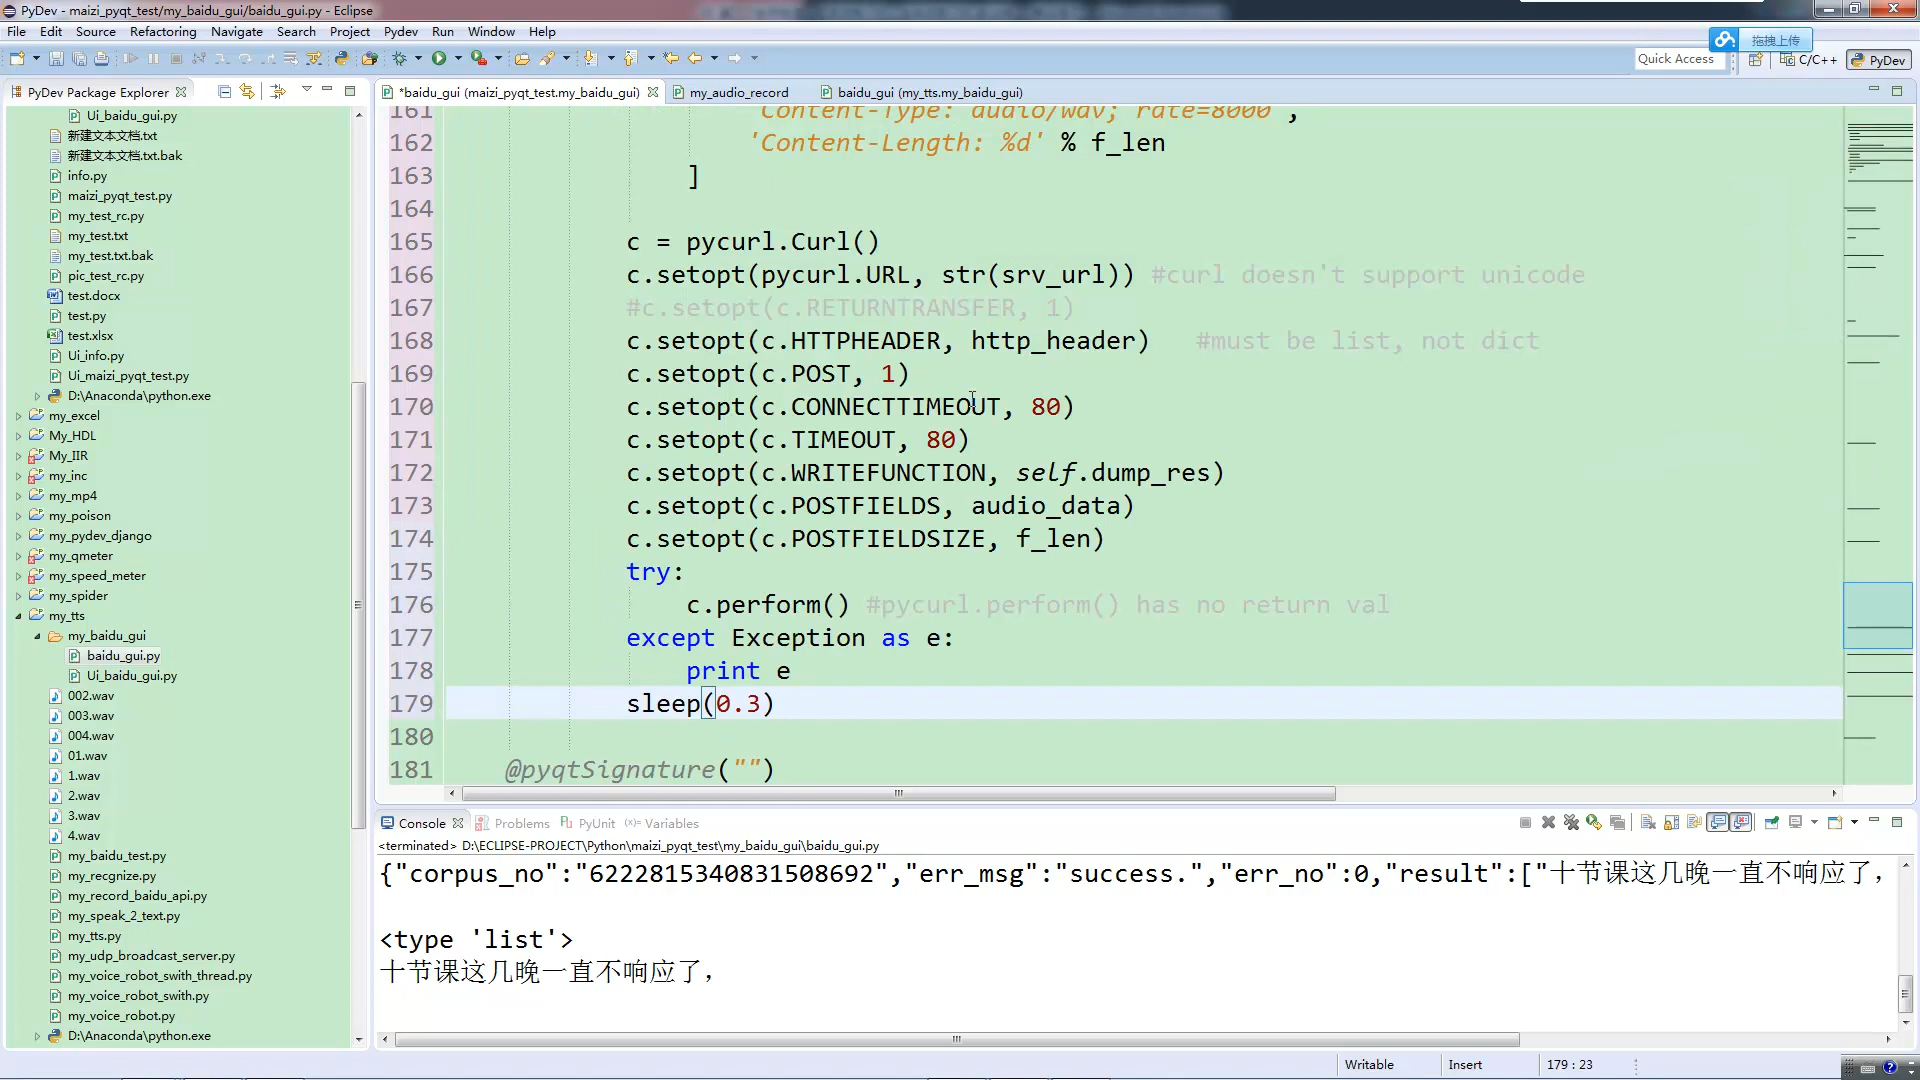 PyDev - maizi_pyqt_test/my_baidu_gui/baidu_gui.py - Eclipse
File Edit Source Refactoring Navigate Search Project Pydev Run Window Help
拖拽上传
Quick Access
C/C++
PyDev
PyDev Package Explorer
*baidu_gui (maizi_pyqt_test.my_baidu_gui)
my_audio_record
baidu_gui (my_tts.my_baidu_gui)
Ui_baidu_gui.py
新建文本文档.txt
新建文本文档.txt.bak
info.py
maizi_pyqt_test.py
my_test_rc.py
my_test.txt
my_test.txt.bak
pic_test_rc.py
test.docx
test.py
test.xlsx
Ui_info.py
Ui_maizi_pyqt_test.py
D:\Anaconda\python.exe
my_excel
My_HDL
My_IIR
my_inc
my_mp4
my_poison
my_pydev_django
my_qmeter
my_speed_meter
my_spider
my_tts
my_baidu_gui
baidu_gui.py
Ui_baidu_gui.py
002.wav
003.wav
004.wav
01.wav
1.wav
2.wav
3.wav
4.wav
my_baidu_test.py
my_recgnize.py
my_record_baidu_api.py
my_speak_2_text.py
my_tts.py
my_udp_broadcast_server.py
my_voice_robot_swith_thread.py
my_voice_robot_swith.py
my_voice_robot.py
D:\Anaconda\python.exe
161 'Content-Type: audio/wav; rate=8000',
162 'Content-Length: %d' % f_len
163 ]
164
165 c = pycurl.Curl()
166 c.setopt(pycurl.URL, str(srv_url)) #curl doesn't support unicode
167 #c.setopt(c.RETURNTRANSFER, 1)
168 c.setopt(c.HTTPHEADER, http_header)   #must be list, not dict
169 c.setopt(c.POST, 1)
170 c.setopt(c.CONNECTTIMEOUT, 80)
171 c.setopt(c.TIMEOUT, 80)
172 c.setopt(c.WRITEFUNCTION, self.dump_res)
173 c.setopt(c.POSTFIELDS, audio_data)
174 c.setopt(c.POSTFIELDSIZE, f_len)
175 try:
176 c.perform() #pycurl.perform() has no return val
177 except Exception as e:
178 print e
179 sleep(0.3)
180
181 @pyqtSignature("")
Console Problems PyUnit (x)= Variables
<terminated> D:\ECLIPSE-PROJECT\Python\maizi_pyqt_test\my_baidu_gui\baidu_gui.py
{"corpus_no":"6222815340831508692","err_msg":"success.","err_no":0,"result":["十节课这几晚一直不响应了，
<type 'list'>
十节课这几晚一直不响应了，
Writable Insert 179 : 23